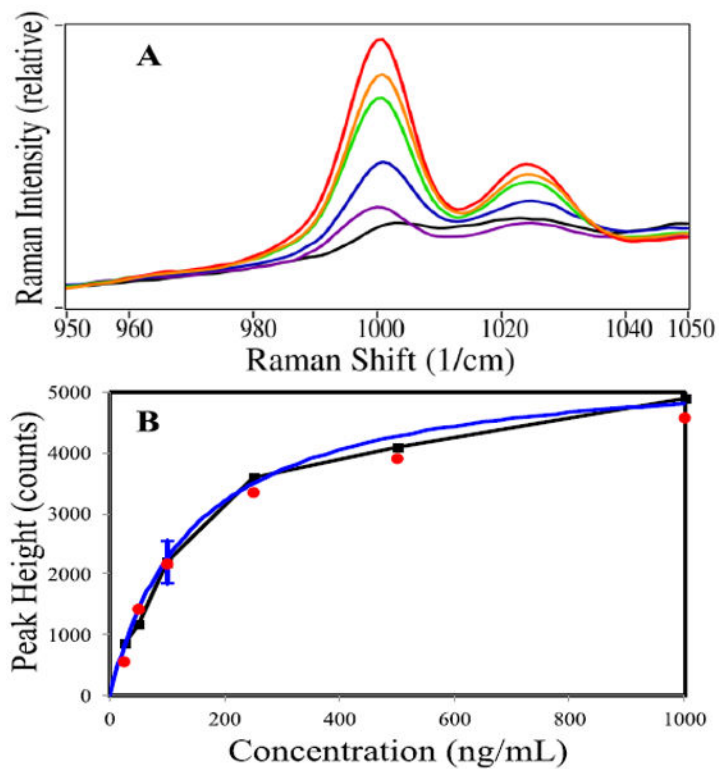 A
Raman Intensity (relative)
950 960 980 1000 1020 1040 1050
Raman Shift (1/cm)
B
Peak Height (counts)
5000
4000
3000
2000
1000
0
0 200 400 600 800 1000
Concentration (ng/mL)